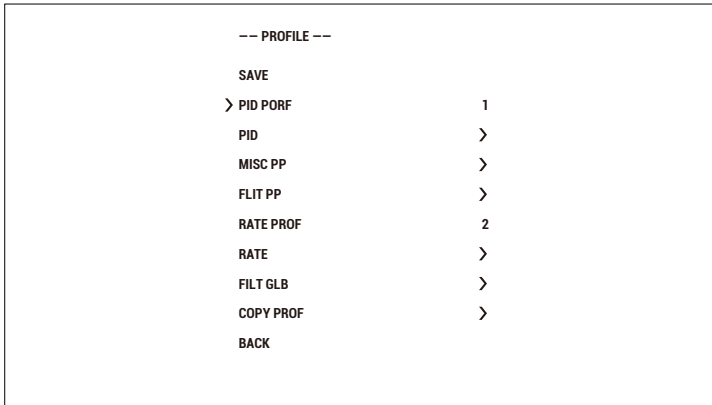 -- PROFILE --
SAVE
> PID PORF 1
PID >
MISC PP >
FLIT PP >
RATE PROF 2
RATE >
FILT GLB >
COPY PROF >
BACK